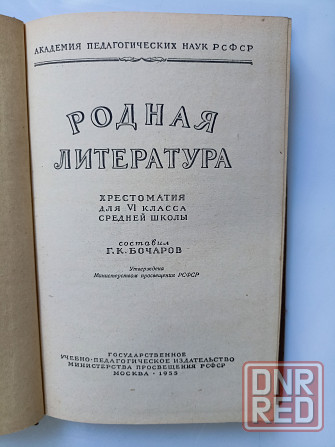 АКАДЕМИЯ ПЕДАГОГИЧЕСКИХ НАУК РСФСР
РОДНАЯ
ЛИТЕРАТУРА
ХРЕСТОМАТИЯ
ДЛЯ VI КЛАССА
СРЕДНЕЙ ШКОЛЫ
составил
Г. К. БОЧАРОВ
Утверждена
Министерством просвещения РСФСР
ГОСУДАРСТВЕННОЕ
УЧЕБНО-ПЕДАГОГИЧЕСКОЕ ИЗДАТЕЛЬСТВО
МИНИСТЕРСТВА ПРОСВЕЩЕНИЯ РСФСР
МОСКВА · 1955
DNR
RED